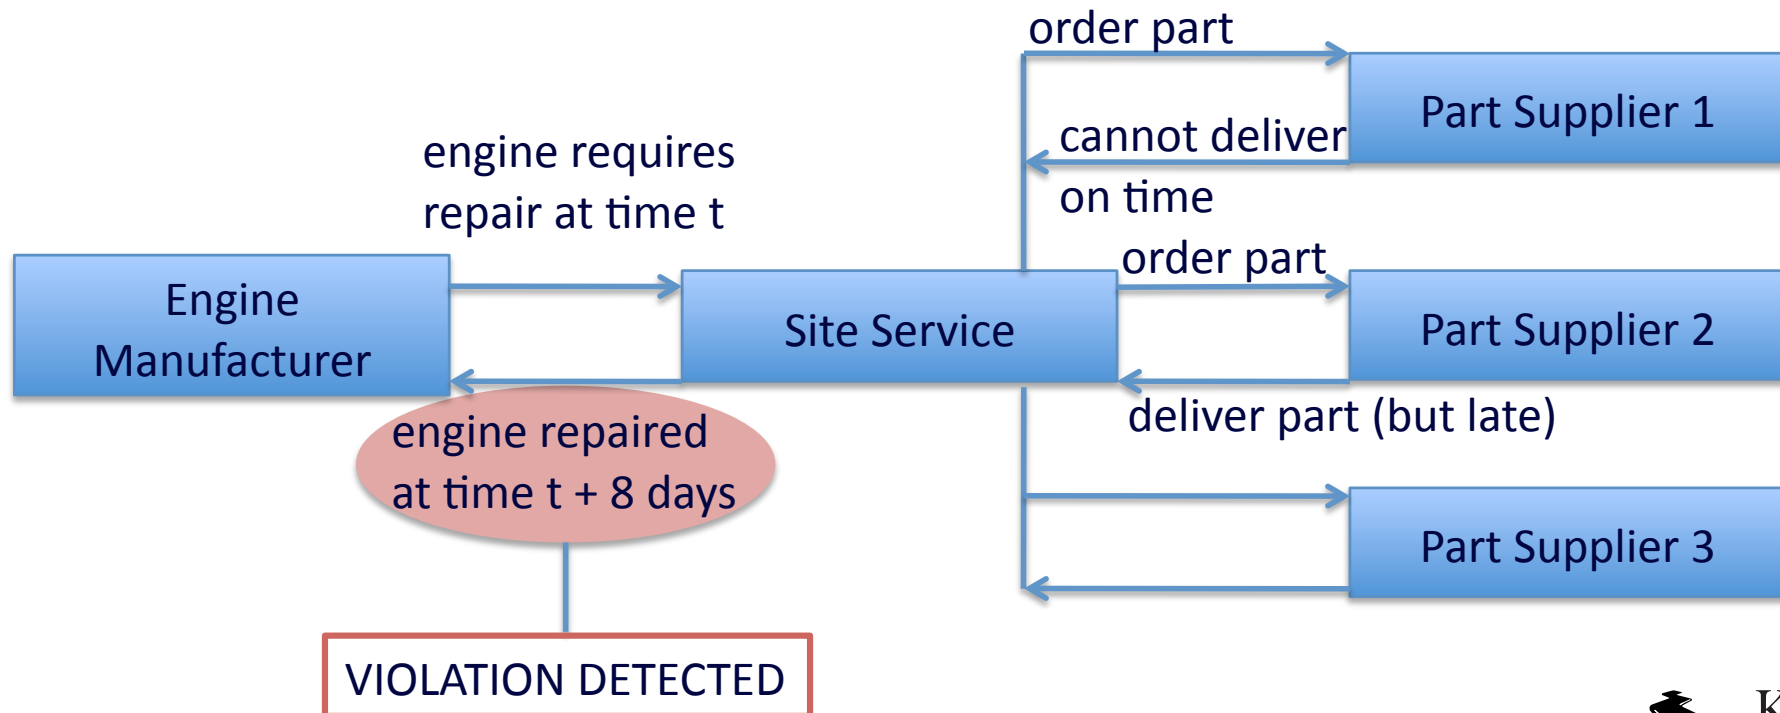 order part
Part Supplier 1
cannot deliver
on time
engine requires
repair at time t
order part
Engine
Manufacturer
Site Service
Part Supplier 2
deliver part (but late)
engine repaired
at time t + 8 days
Part Supplier 3
VIOLATION DETECTED
K